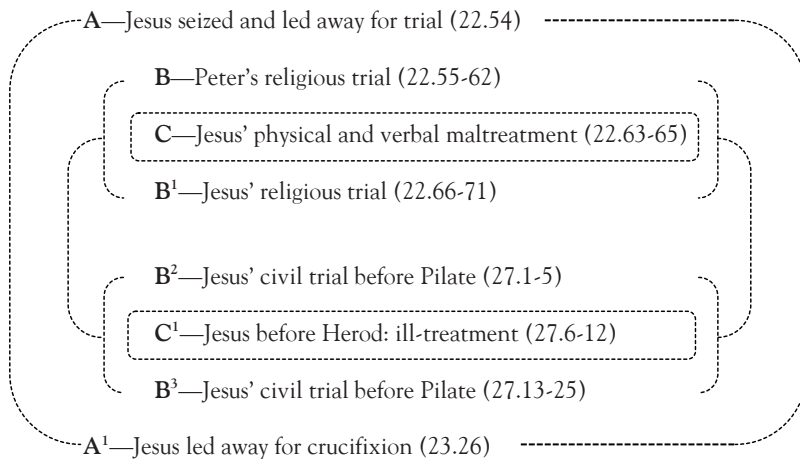 A—Jesus seized and led away for trial (22.54)
B—Peter's religious trial (22.55-62)
C—Jesus' physical and verbal maltreatment (22.63-65)
B¹—Jesus' religious trial (22.66-71)
B²—Jesus' civil trial before Pilate (27.1-5)
C¹—Jesus before Herod: ill-treatment (27.6-12)
B³—Jesus' civil trial before Pilate (27.13-25)
A¹—Jesus led away for crucifixion (23.26)